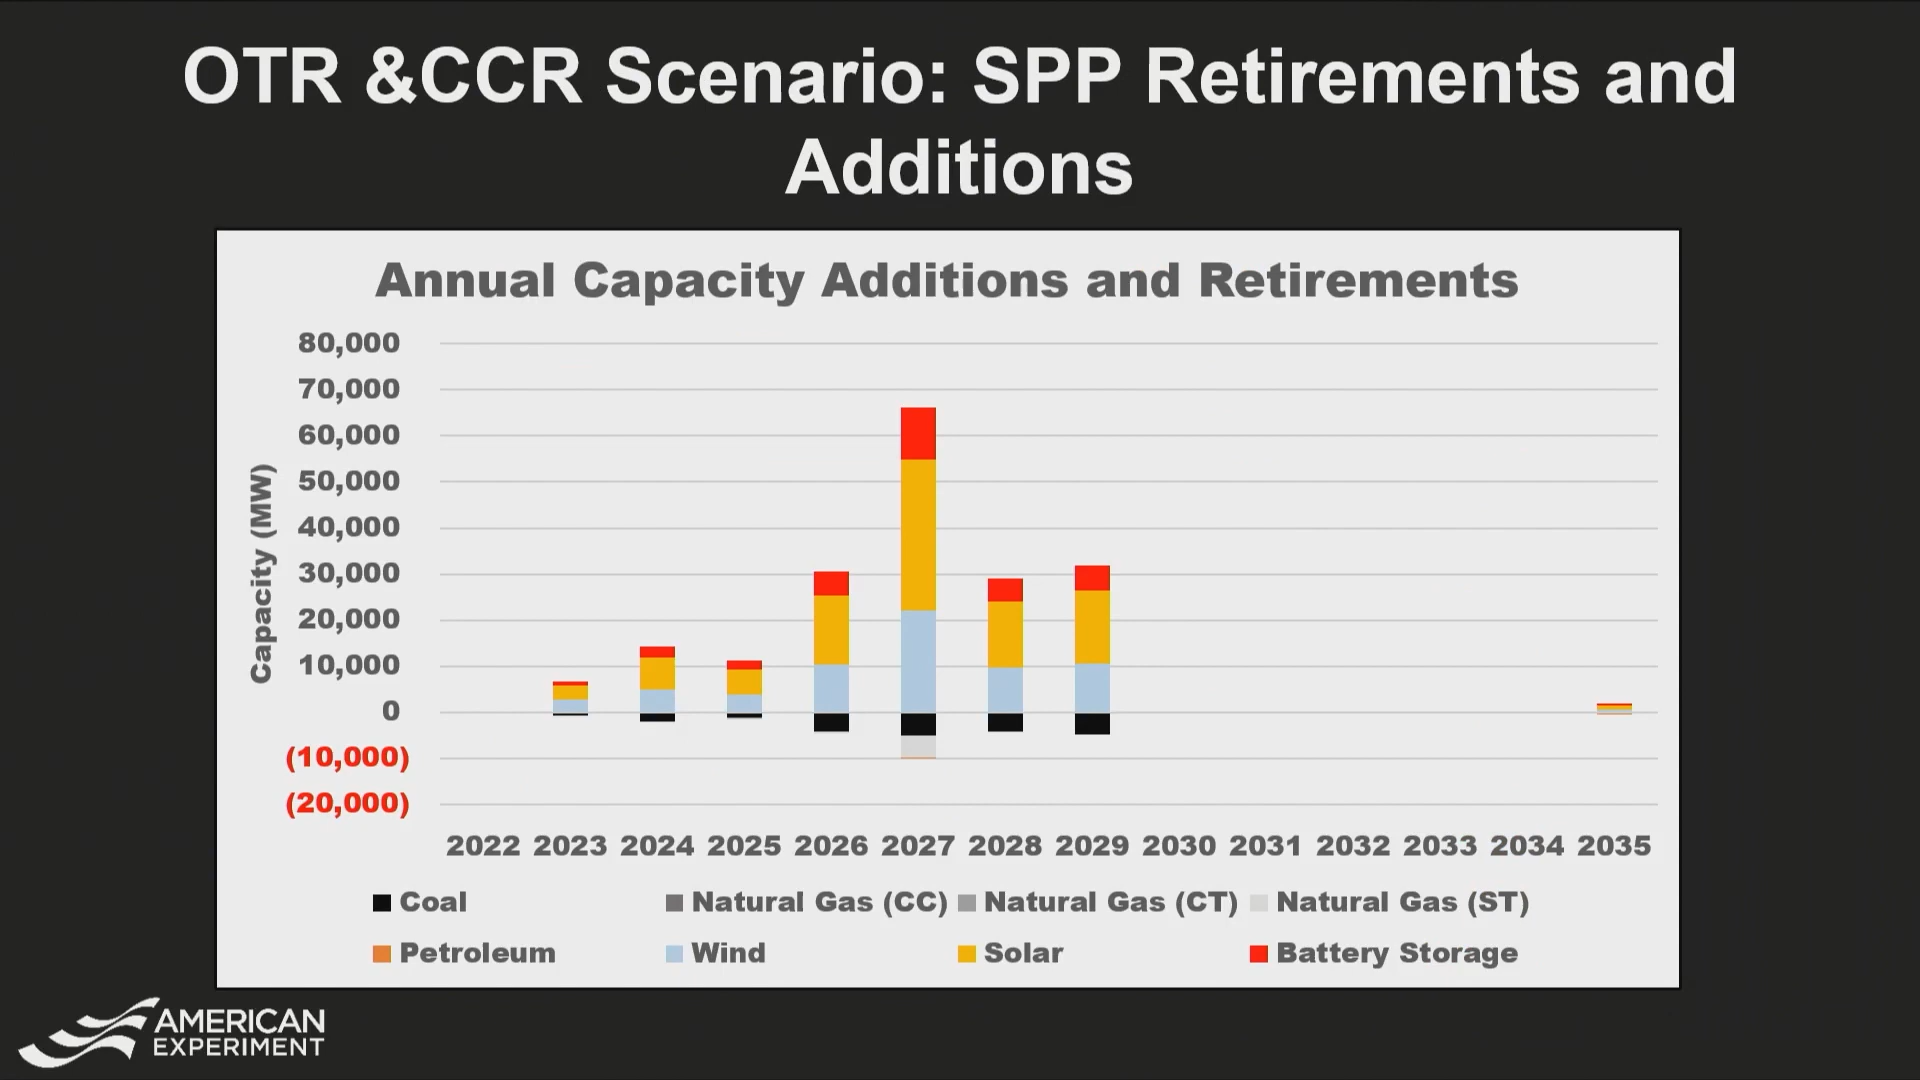 OTR &CCR Scenario: SPP Retirements and
Additions
Annual Capacity Additions and Retirements
80,000
70,000
60,000
50,000
40,000
30,000
20,000
10,000
0
(10,000)
(20,000)
Capacity (MW)
2022 2023 2024 2025 2026 2027 2028 2029 2030 2031 2032 2033 2034 2035
Coal Natural Gas (CC) Natural Gas (CT) Natural Gas (ST)
Petroleum Wind Solar Battery Storage
AMERICAN
EXPERIMENT